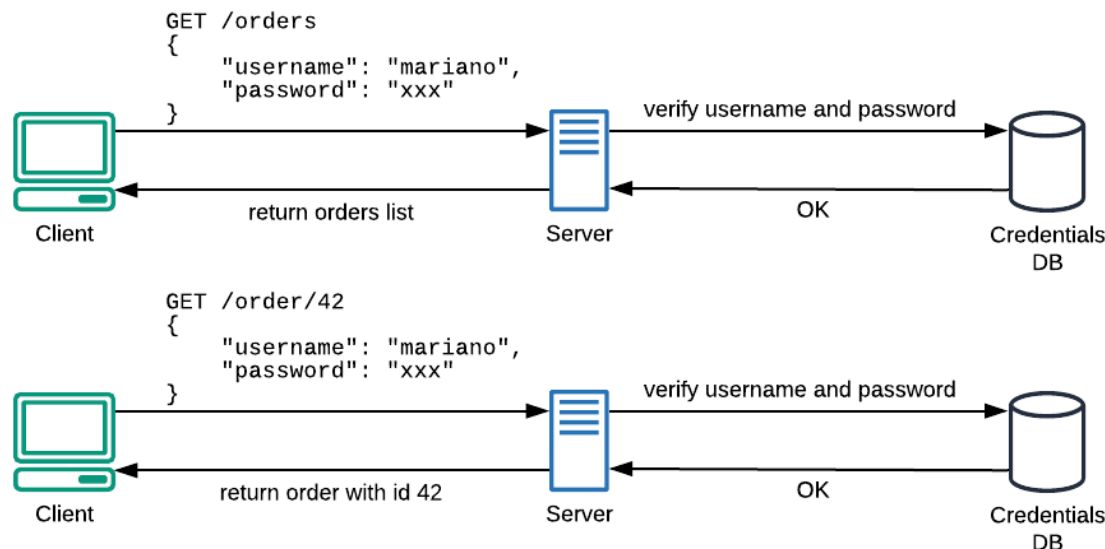 GET /orders
{
    "username": "mariano",
    "password": "xxx"
}
verify username and password
return orders list
OK
Client
Server
Credentials
DB
GET /order/42
{
    "username": "mariano",
    "password": "xxx"
}
verify username and password
return order with id 42
OK
Client
Server
Credentials
DB